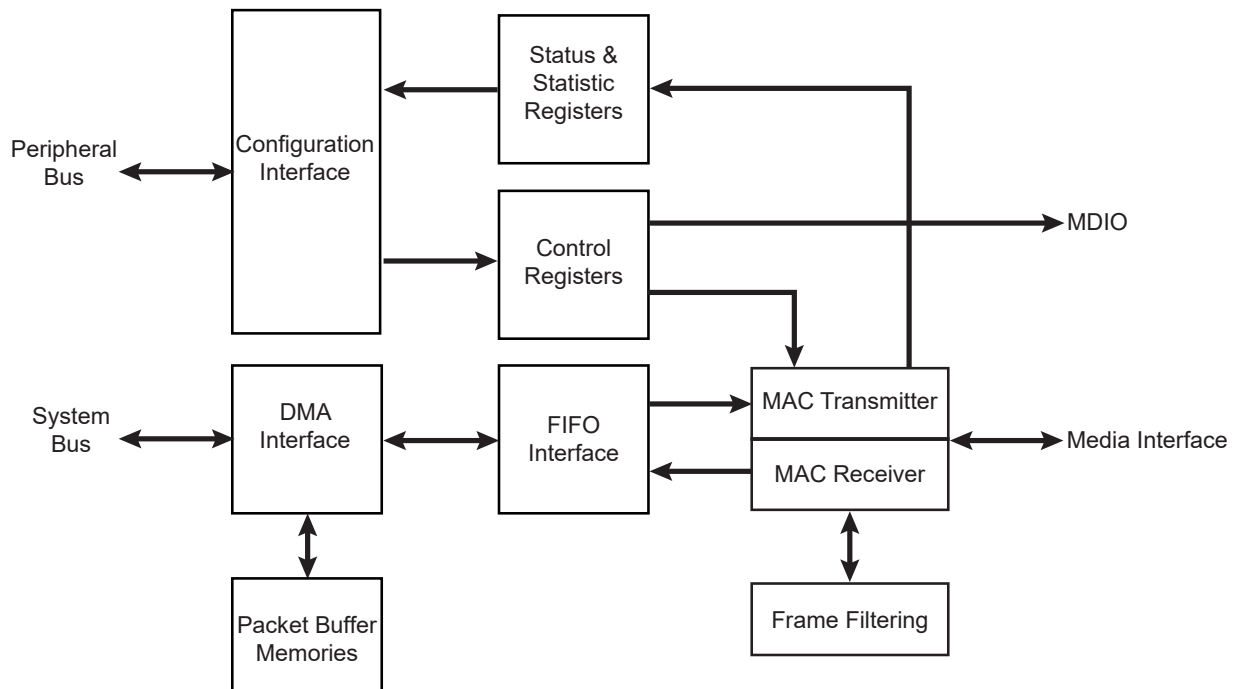 Status &
Statistic
Registers
Configuration
Interface
Peripheral
Bus
Control
Registers
MDIO
System
Bus
DMA
Interface
FIFO
Interface
MAC Transmitter
MAC Receiver
Media Interface
Packet Buffer
Memories
Frame Filtering